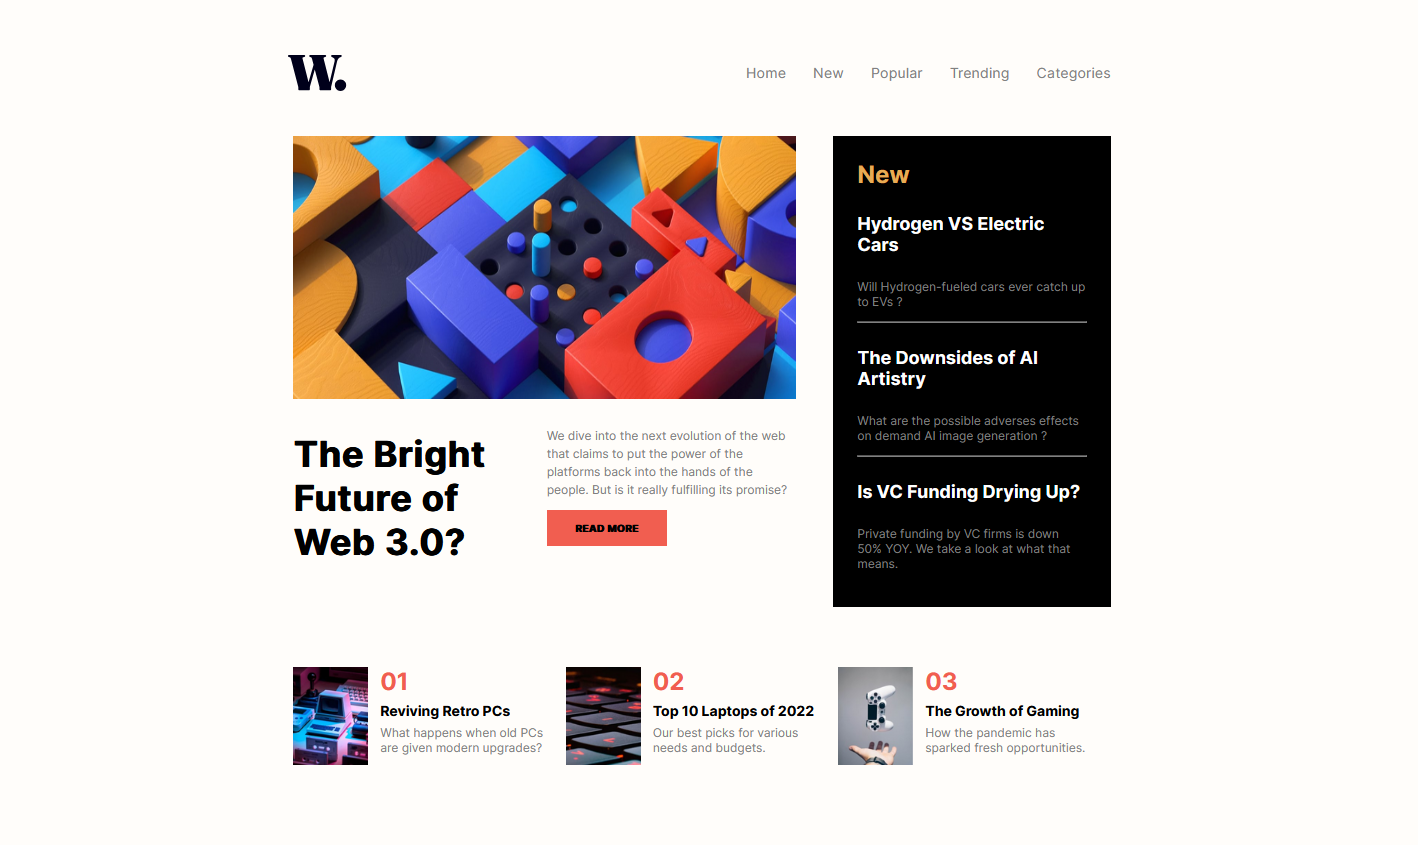 W.
Home New Popular Trending Categories
New
Hydrogen VS Electric
Cars
Will Hydrogen-fueled cars ever catch up
to EVs ?
The Downsides of AI
Artistry
What are the possible adverses effects
on demand AI image generation ?
Is VC Funding Drying Up?
Private funding by VC firms is down
50% YOY. We take a look at what that
means.
The Bright
Future of
Web 3.0?
We dive into the next evolution of the web
that claims to put the power of the
platforms back into the hands of the
people. But is it really fulfilling its promise?
READ MORE
01
Reviving Retro PCs
What happens when old PCs
are given modern upgrades?
02
Top 10 Laptops of 2022
Our best picks for various
needs and budgets.
03
The Growth of Gaming
How the pandemic has
sparked fresh opportunities.